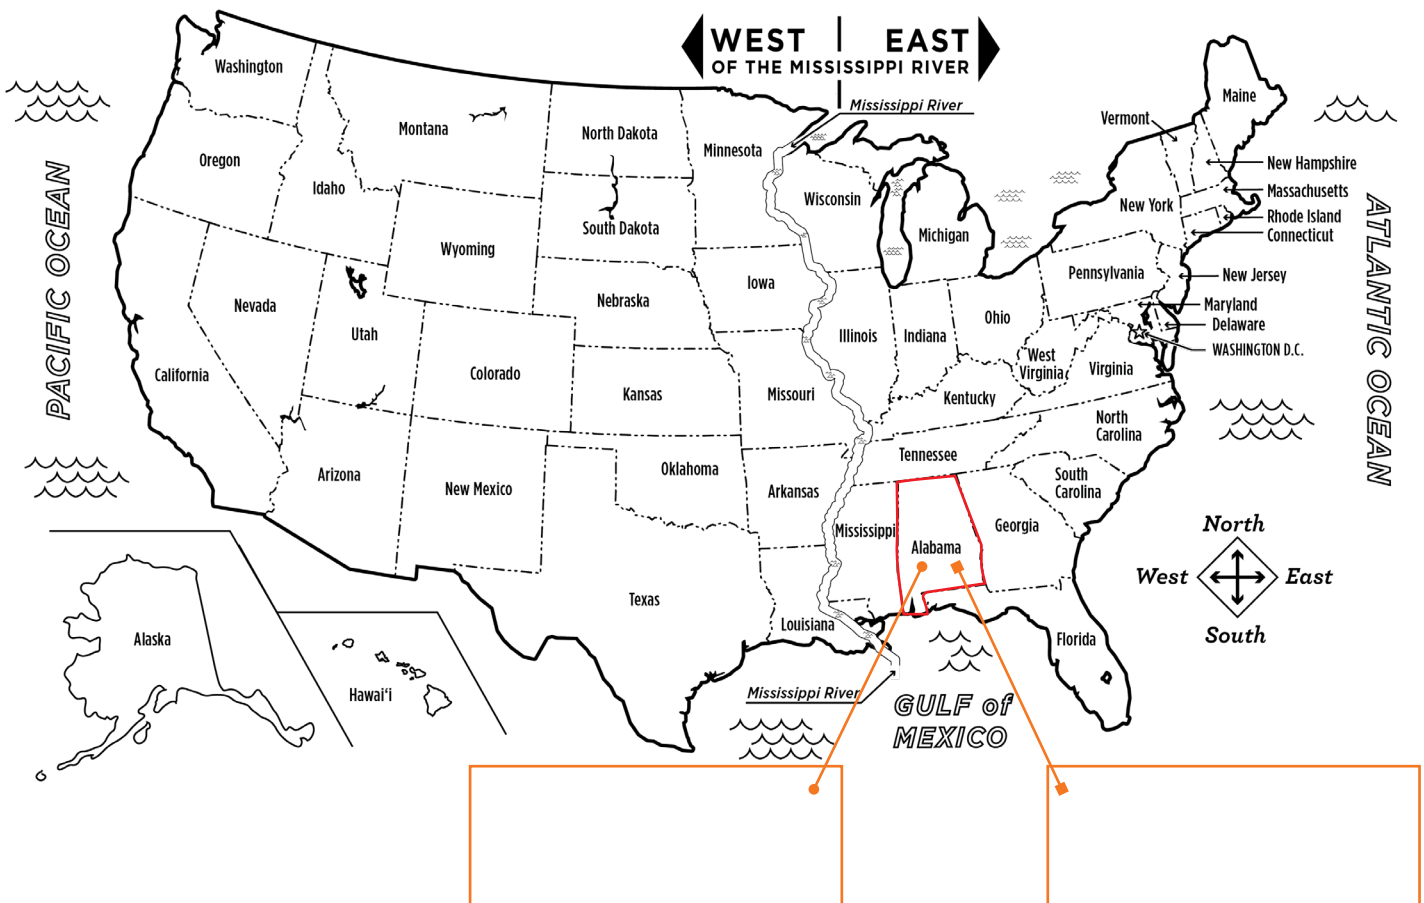 WEST EAST
OF THE MISSISSIPPI RIVER
Mississippi River
Washington
Oregon
Idaho
Montana
North Dakota
Minnesota
Wisconsin
Michigan
Maine
Vermont
New Hampshire
Massachusetts
Rhode Island
Connecticut
New York
Pennsylvania
New Jersey
Maryland
Delaware
WASHINGTON D.C.
PACIFIC OCEAN
ATLANTIC OCEAN
Wyoming
South Dakota
Iowa
Nebraska
Nevada
Utah
California
Colorado
Kansas
Missouri
Illinois
Indiana
Ohio
West
Virginia
Virginia
Kentucky
North
Carolina
Tennessee
South
Carolina
Arizona
New Mexico
Oklahoma
Arkansas
Mississippi
Alabama
Georgia
Texas
Louisiana
Florida
Alaska
Hawai‘i
Mississippi River
GULF of
MEXICO
North
West East
South